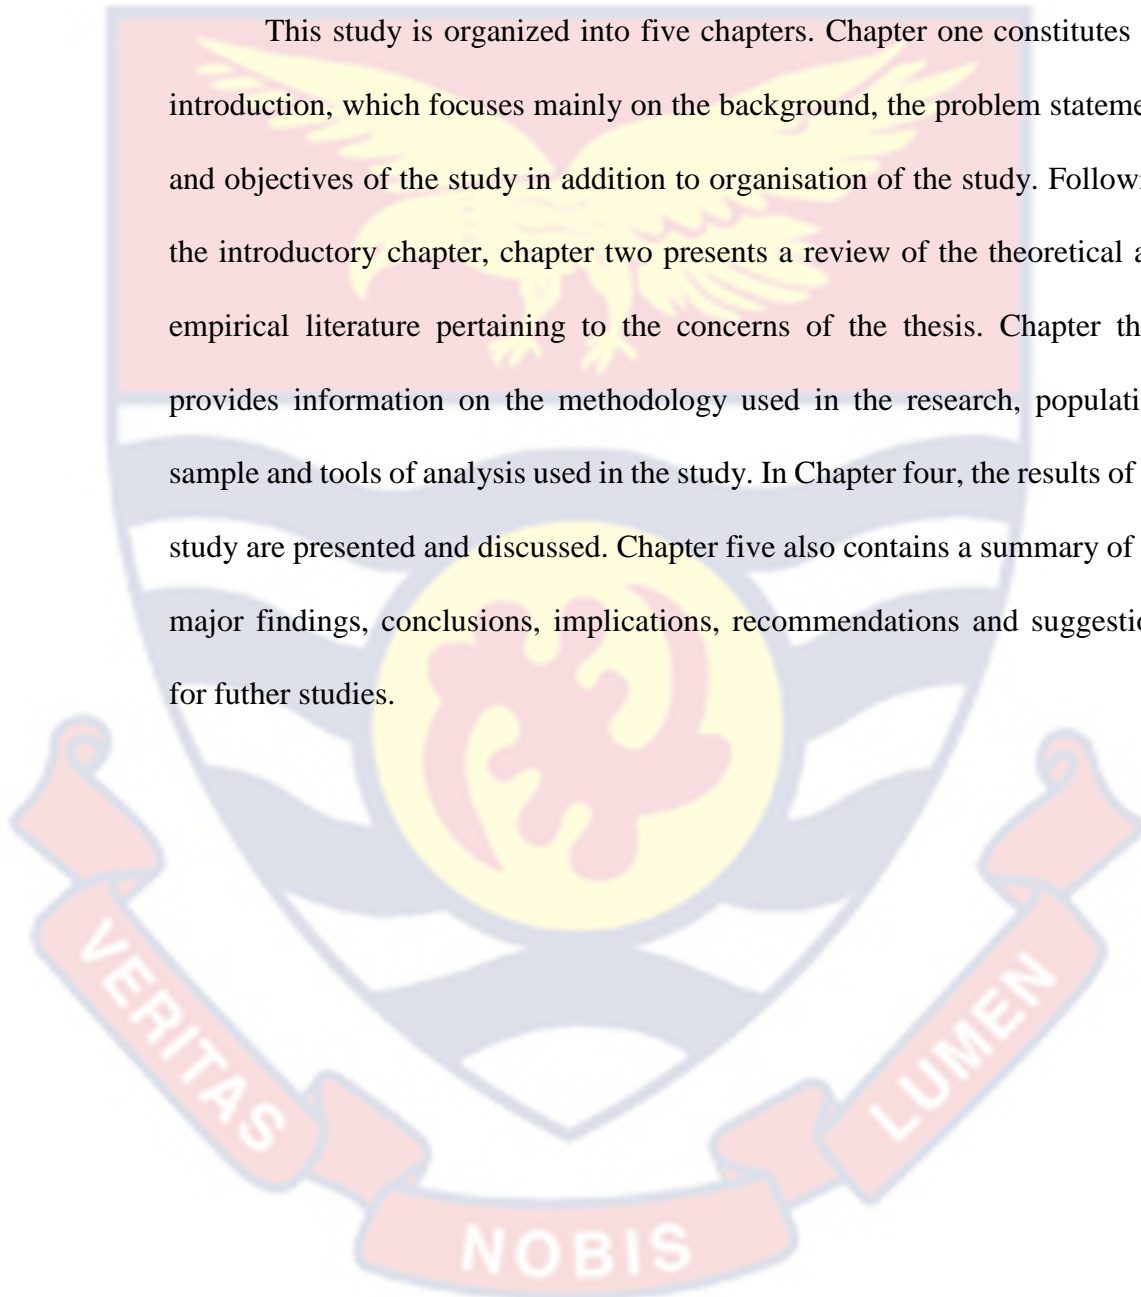 This study is organized into five chapters. Chapter one constitutes
introduction, which focuses mainly on the background, the problem stateme
and objectives of the study in addition to organisation of the study. Follow
the introductory chapter, chapter two presents a review of the theoretical a
empirical literature pertaining to the concerns of the thesis. Chapter th
provides information on the methodology used in the research, populati
sample and tools of analysis used in the study. In Chapter four, the results of
study are presented and discussed. Chapter five also contains a summary of
major findings, conclusions, implications, recommendations and suggestio
for futher studies.
VERITAS
NOBIS
LUMEN